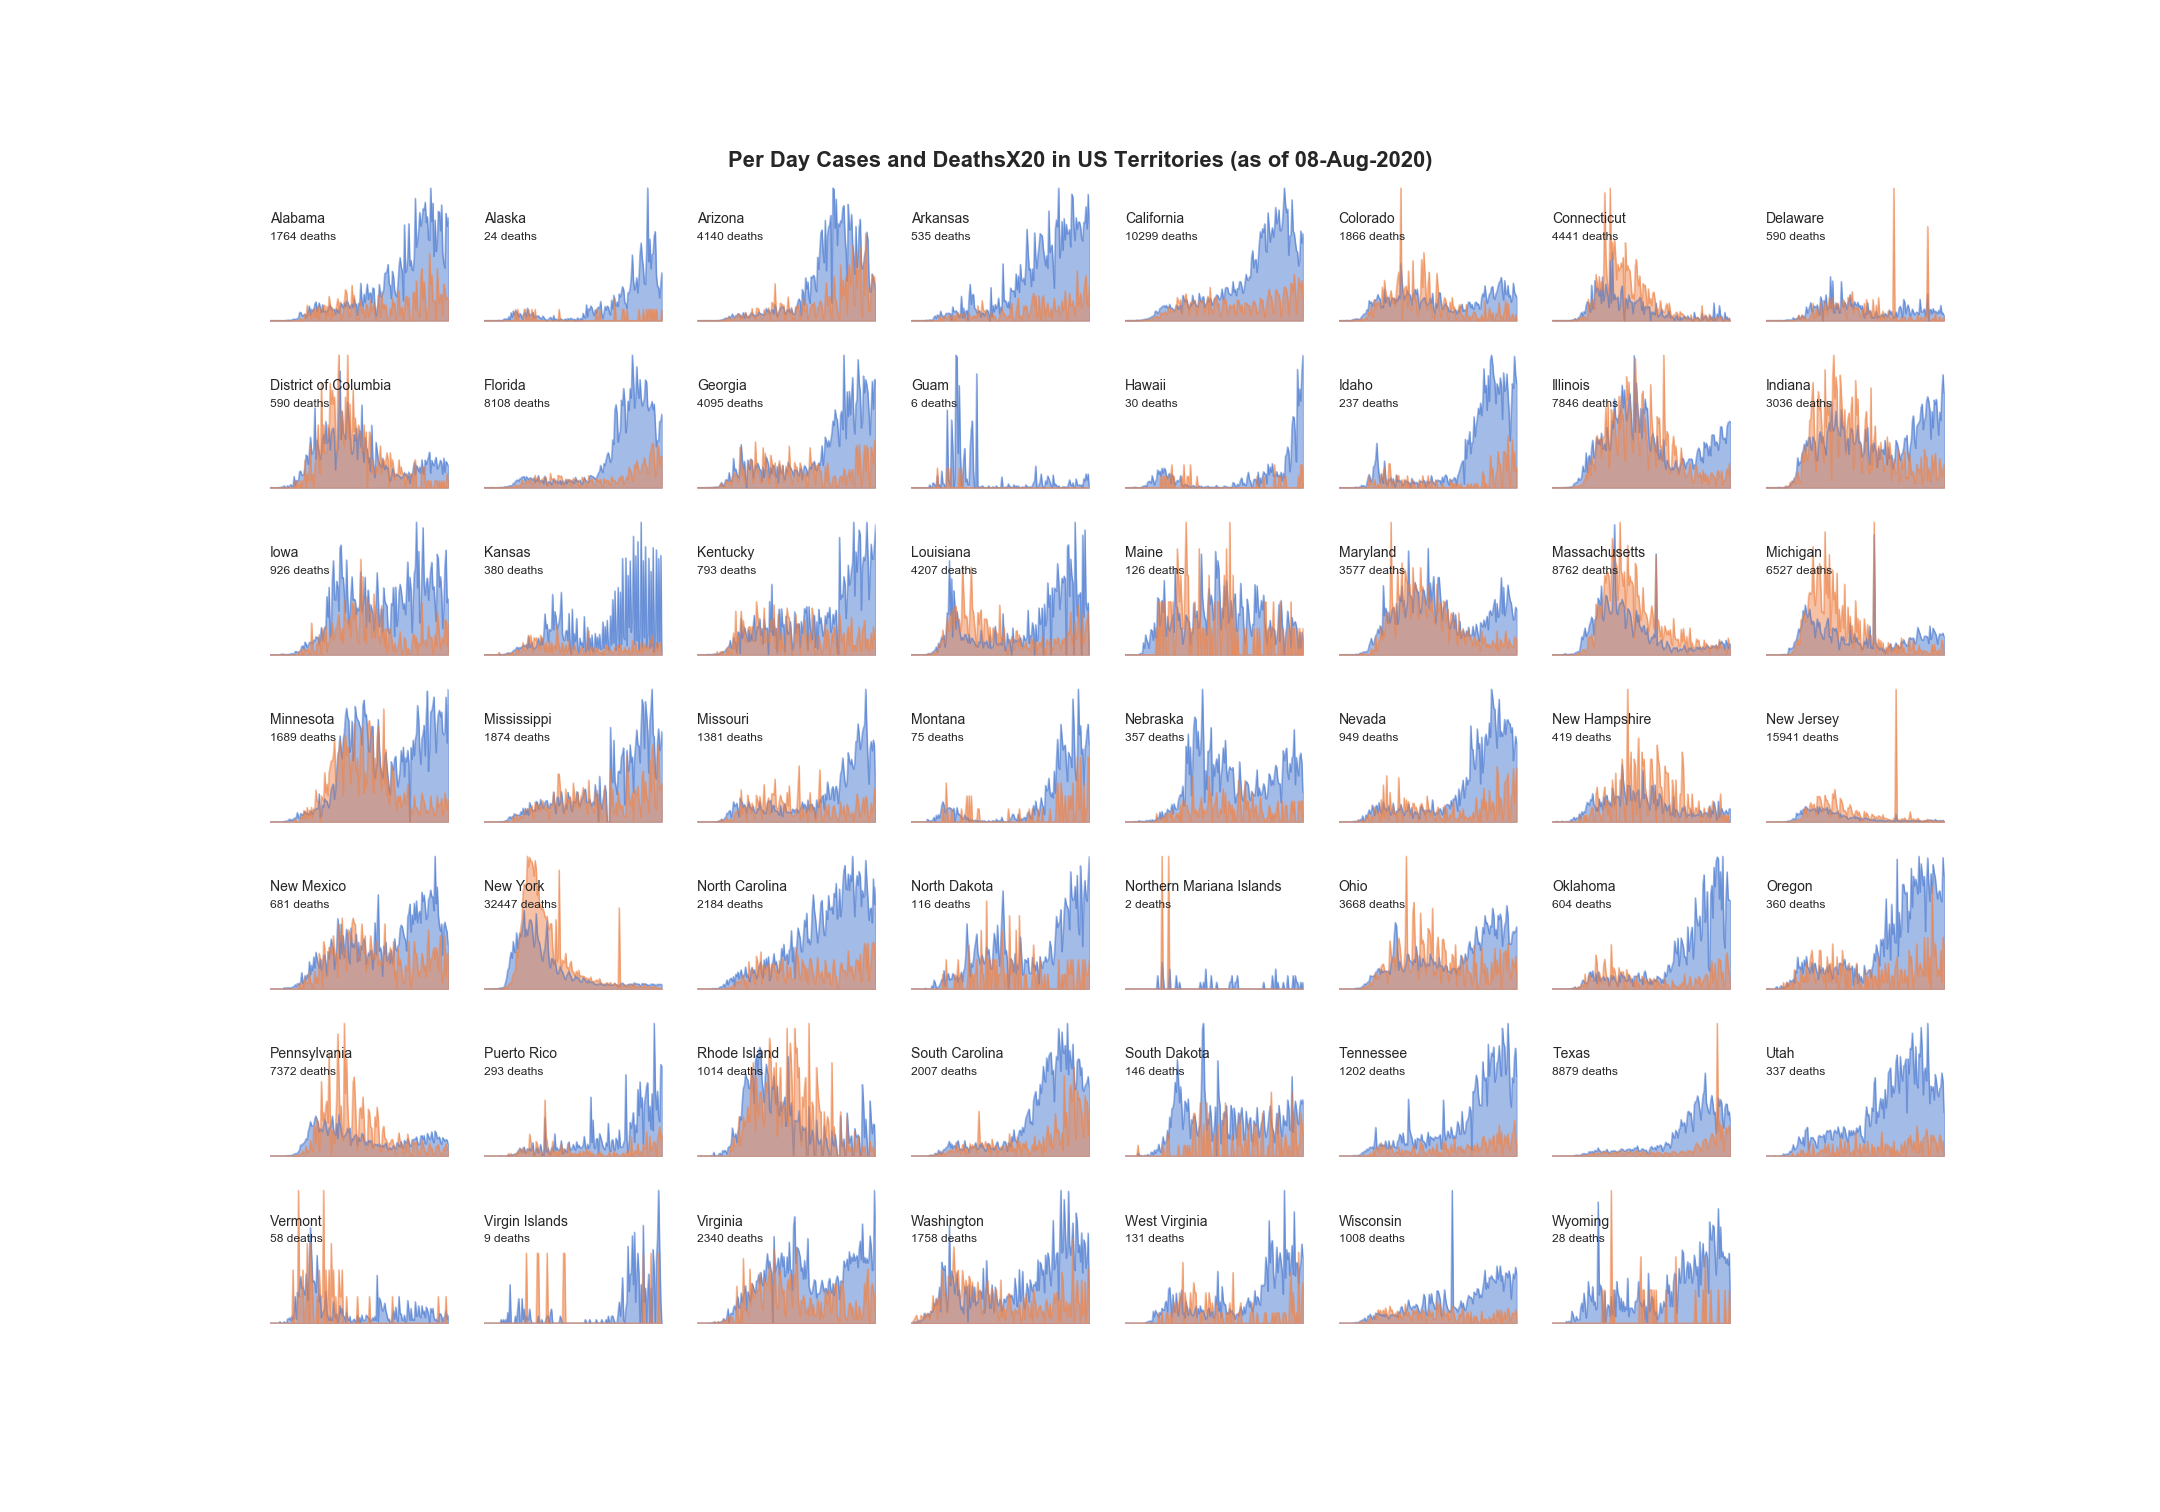 Per Day Cases and DeathsX20 in US Territories (as of 08-Aug-2020)
Alabama
1764 deaths
Alaska
24 deaths
Arizona
4140 deaths
Arkansas
535 deaths
California
10299 deaths
Colorado
1866 deaths
Connecticut
4441 deaths
Delaware
590 deaths
District of Columbia
590 deaths
Florida
8108 deaths
Georgia
4095 deaths
Guam
6 deaths
Hawaii
30 deaths
Idaho
237 deaths
Illinois
7846 deaths
Indiana
3036 deaths
Iowa
926 deaths
Kansas
380 deaths
Kentucky
793 deaths
Louisiana
4207 deaths
Maine
126 deaths
Maryland
3577 deaths
Massachusetts
8762 deaths
Michigan
6527 deaths
Minnesota
1689 deaths
Mississippi
1874 deaths
Missouri
1381 deaths
Montana
75 deaths
Nebraska
357 deaths
Nevada
949 deaths
New Hampshire
419 deaths
New Jersey
15941 deaths
New Mexico
681 deaths
New York
32447 deaths
North Carolina
2184 deaths
North Dakota
116 deaths
Northern Mariana Islands
2 deaths
Ohio
3668 deaths
Oklahoma
604 deaths
Oregon
360 deaths
Pennsylvania
7372 deaths
Puerto Rico
293 deaths
Rhode Island
1014 deaths
South Carolina
2007 deaths
South Dakota
146 deaths
Tennessee
1202 deaths
Texas
8879 deaths
Utah
337 deaths
Vermont
58 deaths
Virgin Islands
9 deaths
Virginia
2340 deaths
Washington
1758 deaths
West Virginia
131 deaths
Wisconsin
1008 deaths
Wyoming
28 deaths